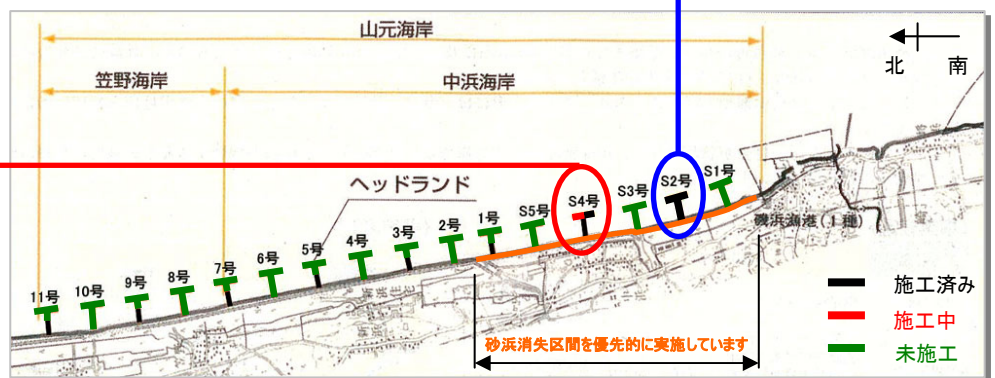 山元海岸
笠野海岸
中浜海岸
北
南
ヘッドランド
11号
10号
9号
8号
7号
6号
5号
4号
3号
2号
1号
S5号
S4号
S3号
S2号
S1号
磯浜漁港(1種)
砂浜消失区間を優先的に実施しています
施工済み
施工中
未施工